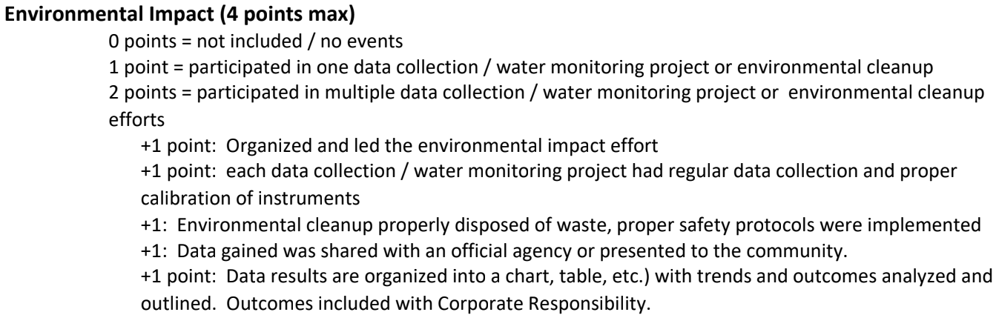 Environmental Impact (4 points max)
0 points = not included / no events
1 point = participated in one data collection / water monitoring project or environmental cleanup
2 points = participated in multiple data collection / water monitoring project or  environmental cleanup
efforts
+1 point:  Organized and led the environmental impact effort
+1 point:  each data collection / water monitoring project had regular data collection and proper
calibration of instruments
+1:  Environmental cleanup properly disposed of waste, proper safety protocols were implemented
+1:  Data gained was shared with an official agency or presented to the community.
+1 point:  Data results are organized into a chart, table, etc.) with trends and outcomes analyzed and
outlined.  Outcomes included with Corporate Responsibility.